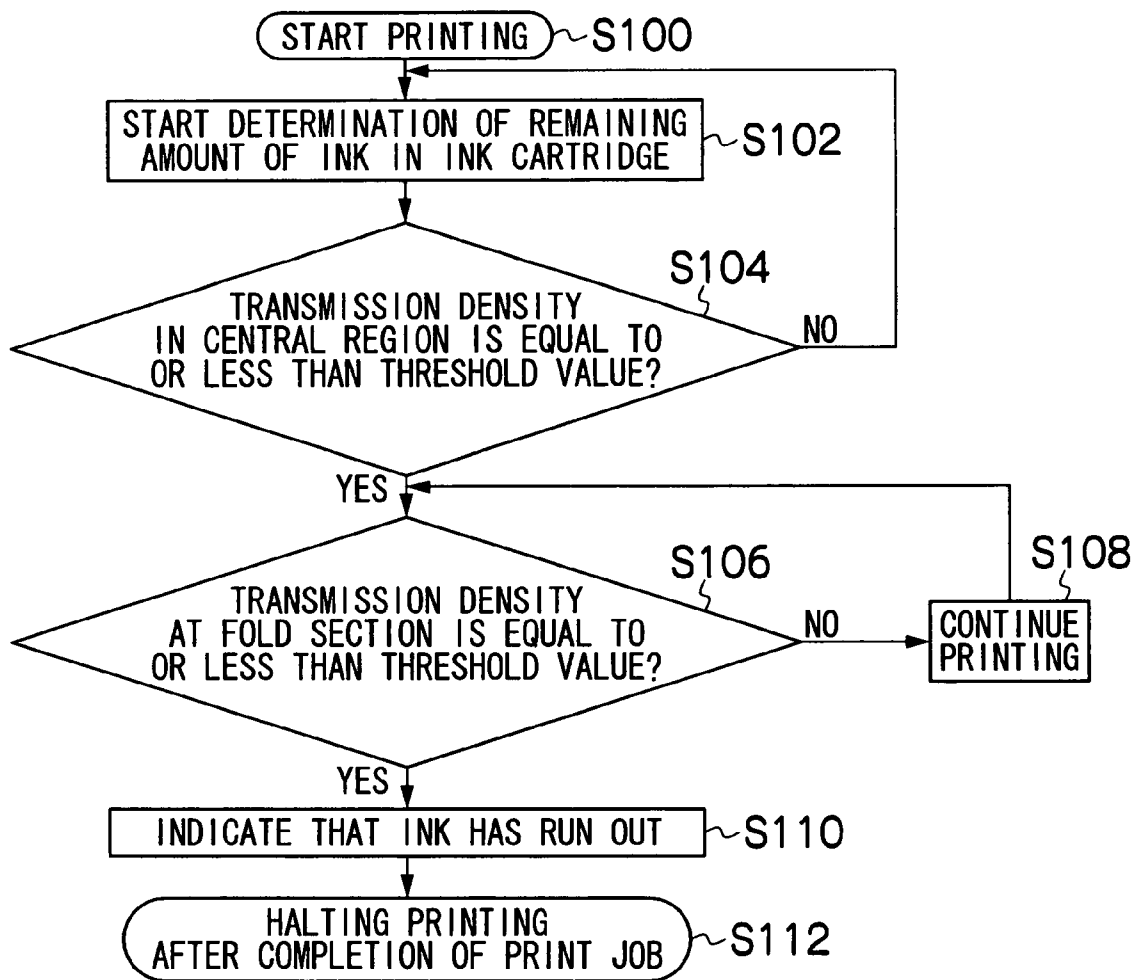 START PRINTING
S100
START DETERMINATION OF REMAINING
AMOUNT OF INK IN INK CARTRIDGE
S102
S104
TRANSMISSION DENSITY
IN CENTRAL REGION IS EQUAL TO
OR LESS THAN THRESHOLD VALUE?
NO
YES
S106
TRANSMISSION DENSITY
AT FOLD SECTION IS EQUAL TO
OR LESS THAN THRESHOLD VALUE?
NO
S108
CONTINUE
PRINTING
YES
INDICATE THAT INK HAS RUN OUT
S110
HALTING PRINTING
AFTER COMPLETION OF PRINT JOB
S112